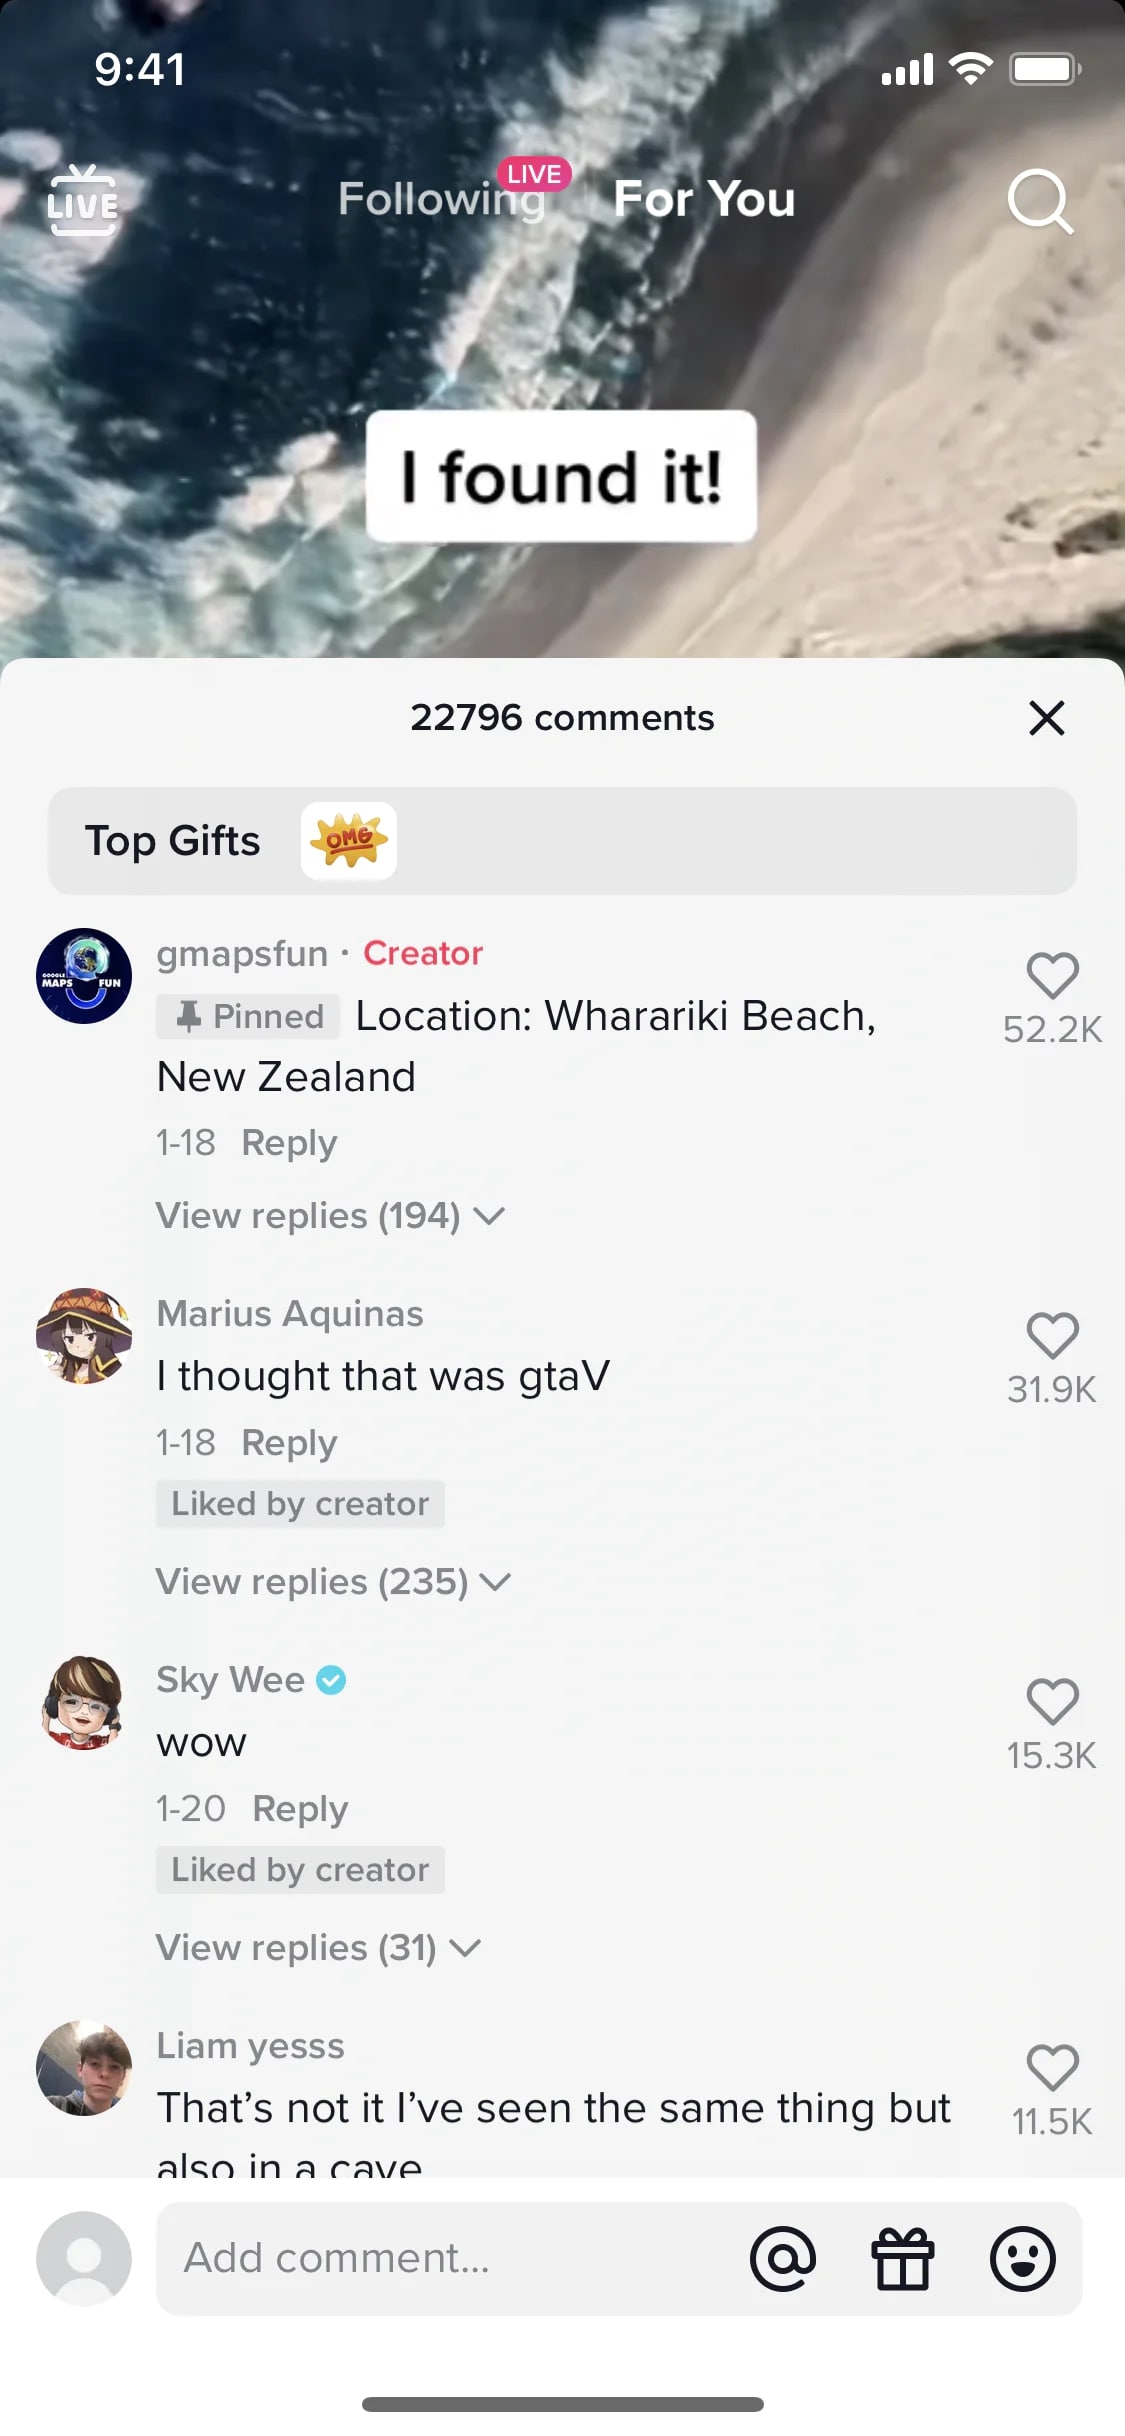 9:41
LIVE
Following
LIVE
For You
I found it!
22796 comments
Top Gifts
OMG
GOOGLE
MAPS FUN
gmapsfun · Creator
Pinned Location: Wharariki Beach,
New Zealand
52.2K
1-18 Reply
View replies (194)
Marius Aquinas
I thought that was gtaV
31.9K
1-18 Reply
Liked by creator
View replies (235)
Sky Wee
wow
15.3K
1-20 Reply
Liked by creator
View replies (31)
Liam yesss
That’s not it I’ve seen the same thing but
11.5K
also in a cave
Add comment...